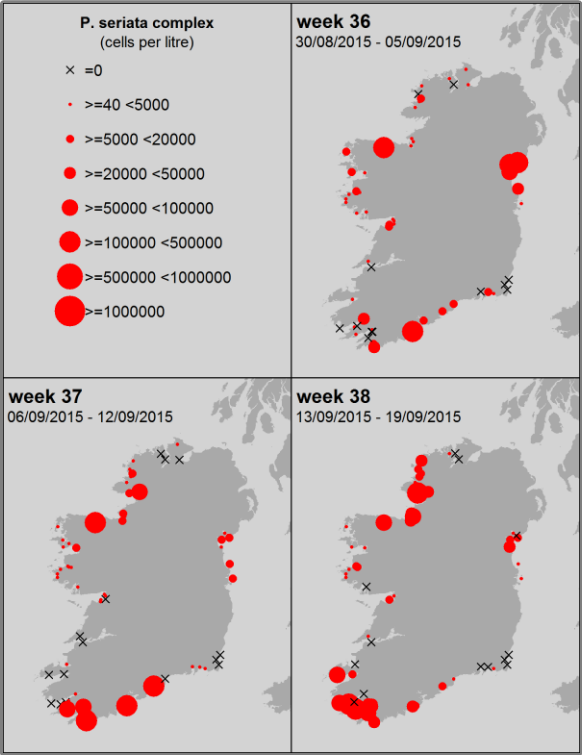 P. seriata complex
(cells per litre)
=0
>=40 <5000
>=5000 <20000
>=20000 <50000
>=50000 <100000
>=100000 <500000
>=500000 <1000000
>=1000000
week 36
30/08/2015 - 05/09/2015
week 37
06/09/2015 - 12/09/2015
week 38
13/09/2015 - 19/09/2015